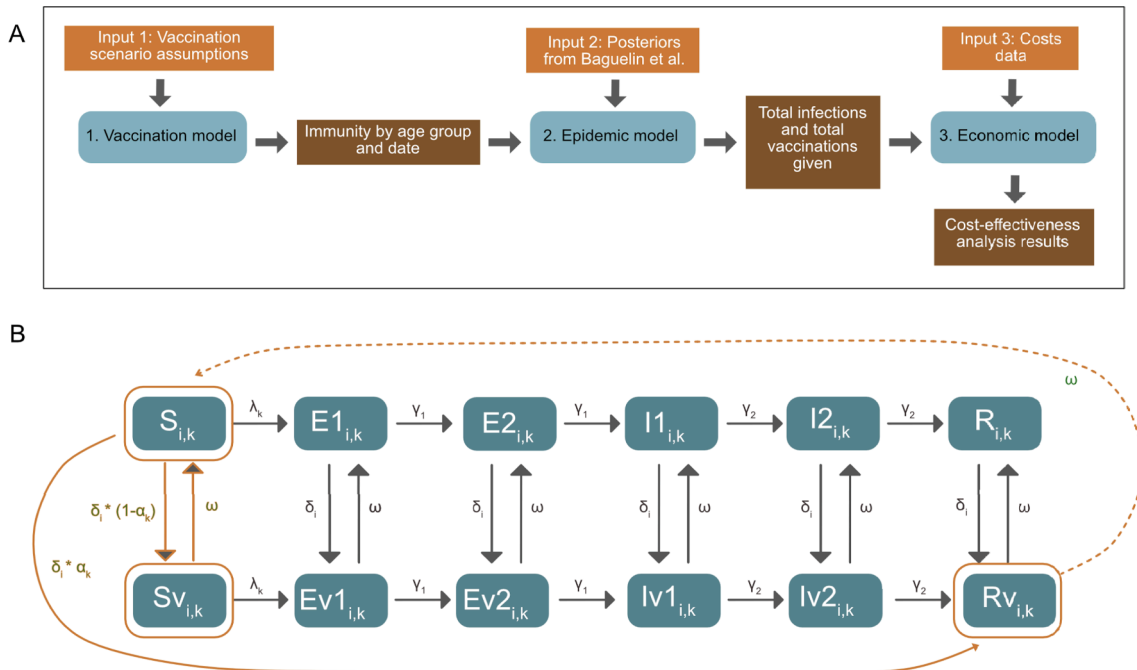 A
Input 1: Vaccination
scenario assumptions
Input 2: Posteriors
from Baguelin et al.
Input 3: Costs
data
1. Vaccination model
Immunity by age group
and date
2. Epidemic model
Total infections
and total
vaccinations
given
3. Economic model
Cost-effectiveness
analysis results
B
ω
S i,k
λk
E1 i,k
γ1
E2 i,k
γ1
I1 i,k
γ2
I2 i,k
γ2
R i,k
δi * (1-αk)
ω
δi
ω
δi
ω
δi
ω
δi
ω
δi
ω
δi * αk
Sv i,k
λk
Ev1 i,k
γ1
Ev2 i,k
γ1
Iv1 i,k
γ2
Iv2 i,k
γ2
Rv i,k